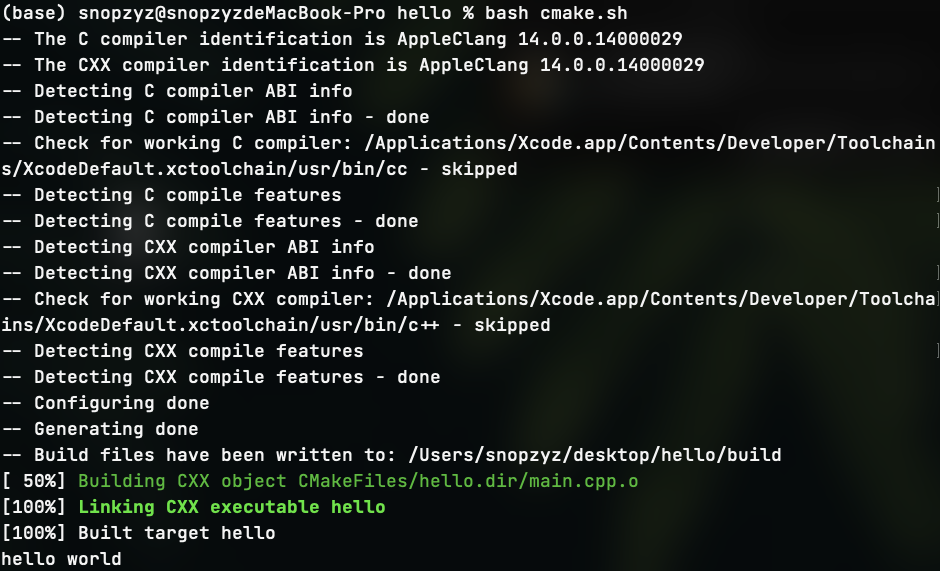 (base) snopzyz@snopzyzdeMacBook-Pro hello % bash cmake.sh
-- The C compiler identification is AppleClang 14.0.0.14000029
-- The CXX compiler identification is AppleClang 14.0.0.14000029
-- Detecting C compiler ABI info
-- Detecting C compiler ABI info - done
-- Check for working C compiler: /Applications/Xcode.app/Contents/Developer/Toolchain
s/XcodeDefault.xctoolchain/usr/bin/cc - skipped
-- Detecting C compile features
-- Detecting C compile features - done
-- Detecting CXX compiler ABI info
-- Detecting CXX compiler ABI info - done
-- Check for working CXX compiler: /Applications/Xcode.app/Contents/Developer/Toolcha
ins/XcodeDefault.xctoolchain/usr/bin/c++ - skipped
-- Detecting CXX compile features
-- Detecting CXX compile features - done
-- Configuring done
-- Generating done
-- Build files have been written to: /Users/snopzyz/desktop/hello/build
[ 50%] Building CXX object CMakeFiles/hello.dir/main.cpp.o
[100%] Linking CXX executable hello
[100%] Built target hello
hello world